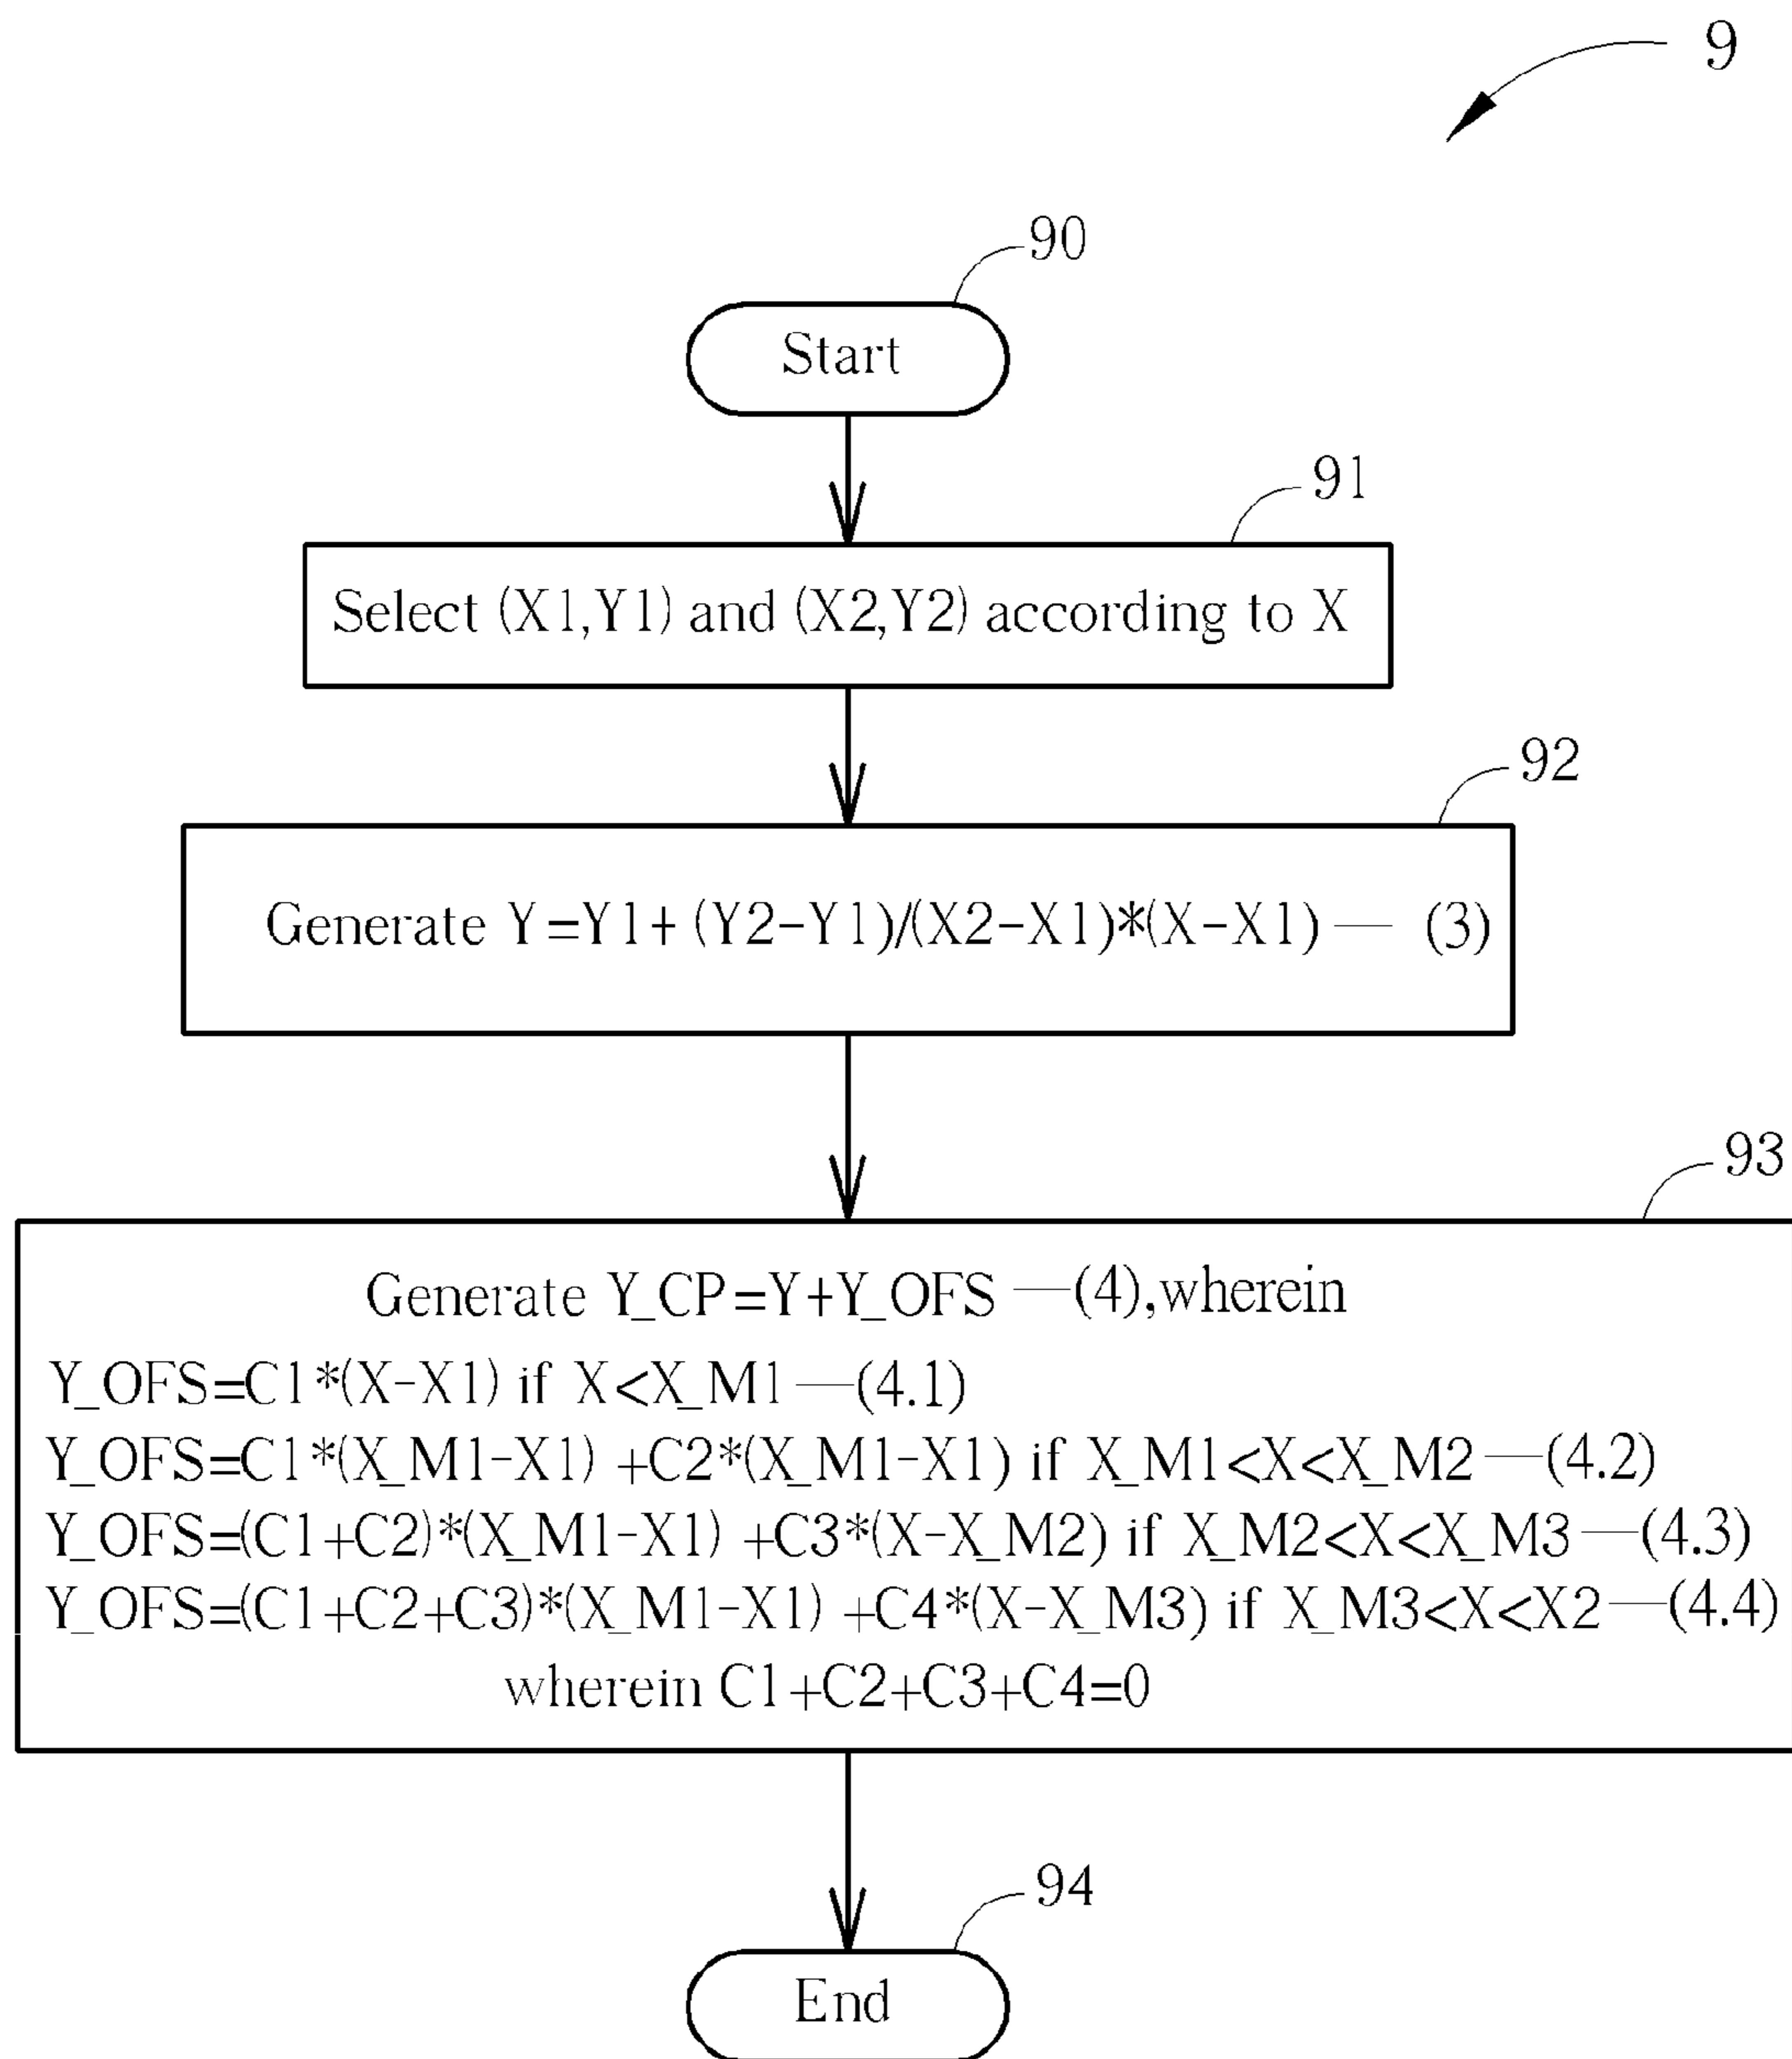 9
90
Start
91
Select (X1,Y1) and (X2,Y2) according to X
92
Generate Y=Y1+ (Y2-Y1)/(X2-X1)*(X-X1) — (3)
93
Generate Y_CP=Y+Y_OFS —(4),wherein
Y_OFS=C1*(X-X1) if X<X_M1 —(4.1)
Y_OFS=C1*(X_M1-X1) +C2*(X_M1-X1) if X_M1<X<X_M2 —(4.2)
Y_OFS=(C1+C2)*(X_M1-X1) +C3*(X-X_M2) if X_M2<X<X_M3 —(4.3)
Y_OFS=(C1+C2+C3)*(X_M1-X1) +C4*(X-X_M3) if X_M3<X<X2 —(4.4)
wherein C1+C2+C3+C4=0
94
End